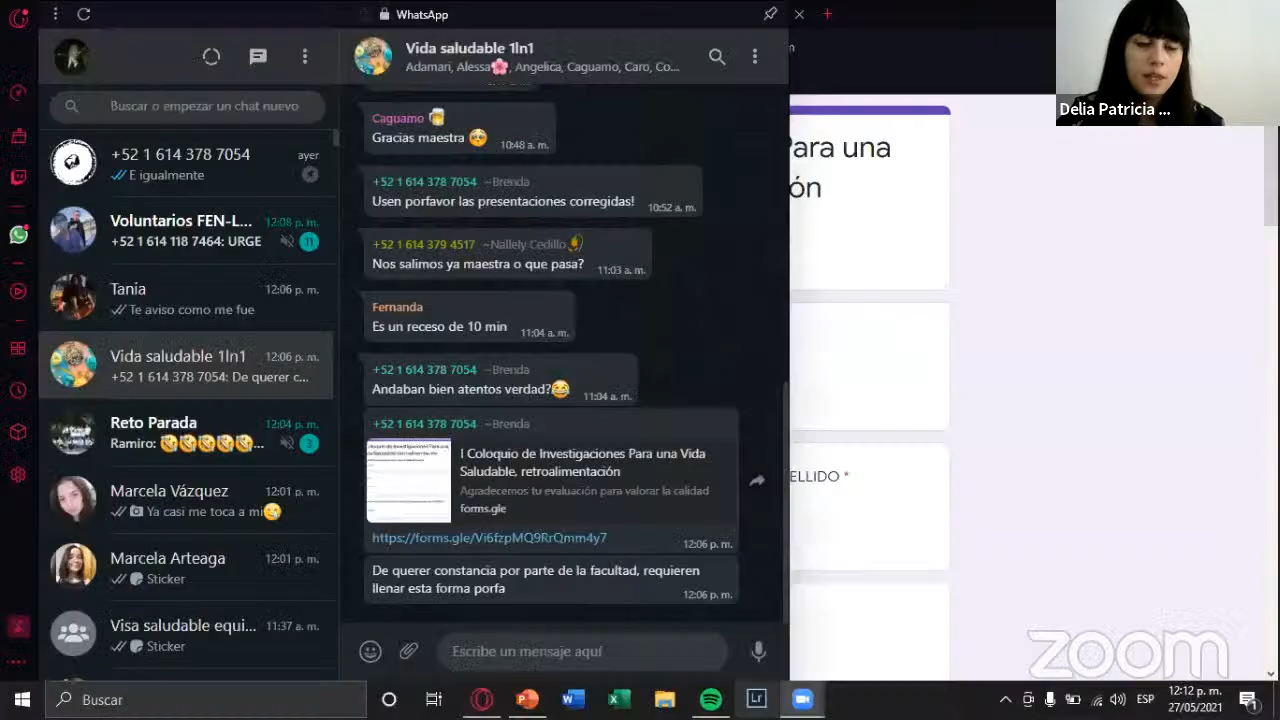 WhatsApp
m
Delia Patricia ...
Vida saludable 1ln1
Adamari, Alessa🌸, Angelica, Caguamo, Caro, Co...
Buscar o empezar un chat nuevo
52 1 614 378 7054
ayer
E igualmente
Voluntarios FEN-L...
12:08 p. m.
+52 1 614 118 7464: URGE
11
Tania
12:06 p. m.
Te aviso como me fue
Vida saludable 1ln1
12:06 p. m.
+52 1 614 378 7054: De querer c...
Reto Parada
12:04 p. m.
Ramiro: 🤣🤣🤣🤣🤣...
3
Marcela Vázquez
12:01 p. m.
Ya casi me toca a mi😪
Marcela Arteaga
12:01 p. m.
Sticker
Visa saludable equi...
11:37 a. m.
Sticker
Caguamo 🍺
Gracias maestra 🥺
10:48 a. m.
+52 1 614 378 7054 ~Brenda
Usen porfavor las presentaciones corregidas!
10:52 a. m.
+52 1 614 379 4517 ~Nallely Cedillo
Nos salimos ya maestra o que pasa?
11:03 a. m.
Fernanda
Es un receso de 10 min
11:04 a. m.
+52 1 614 378 7054 ~Brenda
Andaban bien atentos verdad?😂
11:04 a. m.
+52 1 614 378 7054 ~Brenda
I Coloquio de Investigaciones Para una Vida
Saludable, retroalimentación
Agradecemos tu evaluación para valorar la calidad
forms.gle
https://forms.gle/Vi6fzpMQ9RrQmm4y7
12:06 p. m.
De querer constancia por parte de la facultad, requieren
llenar esta forma porfa
12:06 p. m.
Escribe un mensaje aquí
Para una
ón
ELLIDO *
zoom
Buscar
Lr
ESP
12:12 p. m.
27/05/2021
1